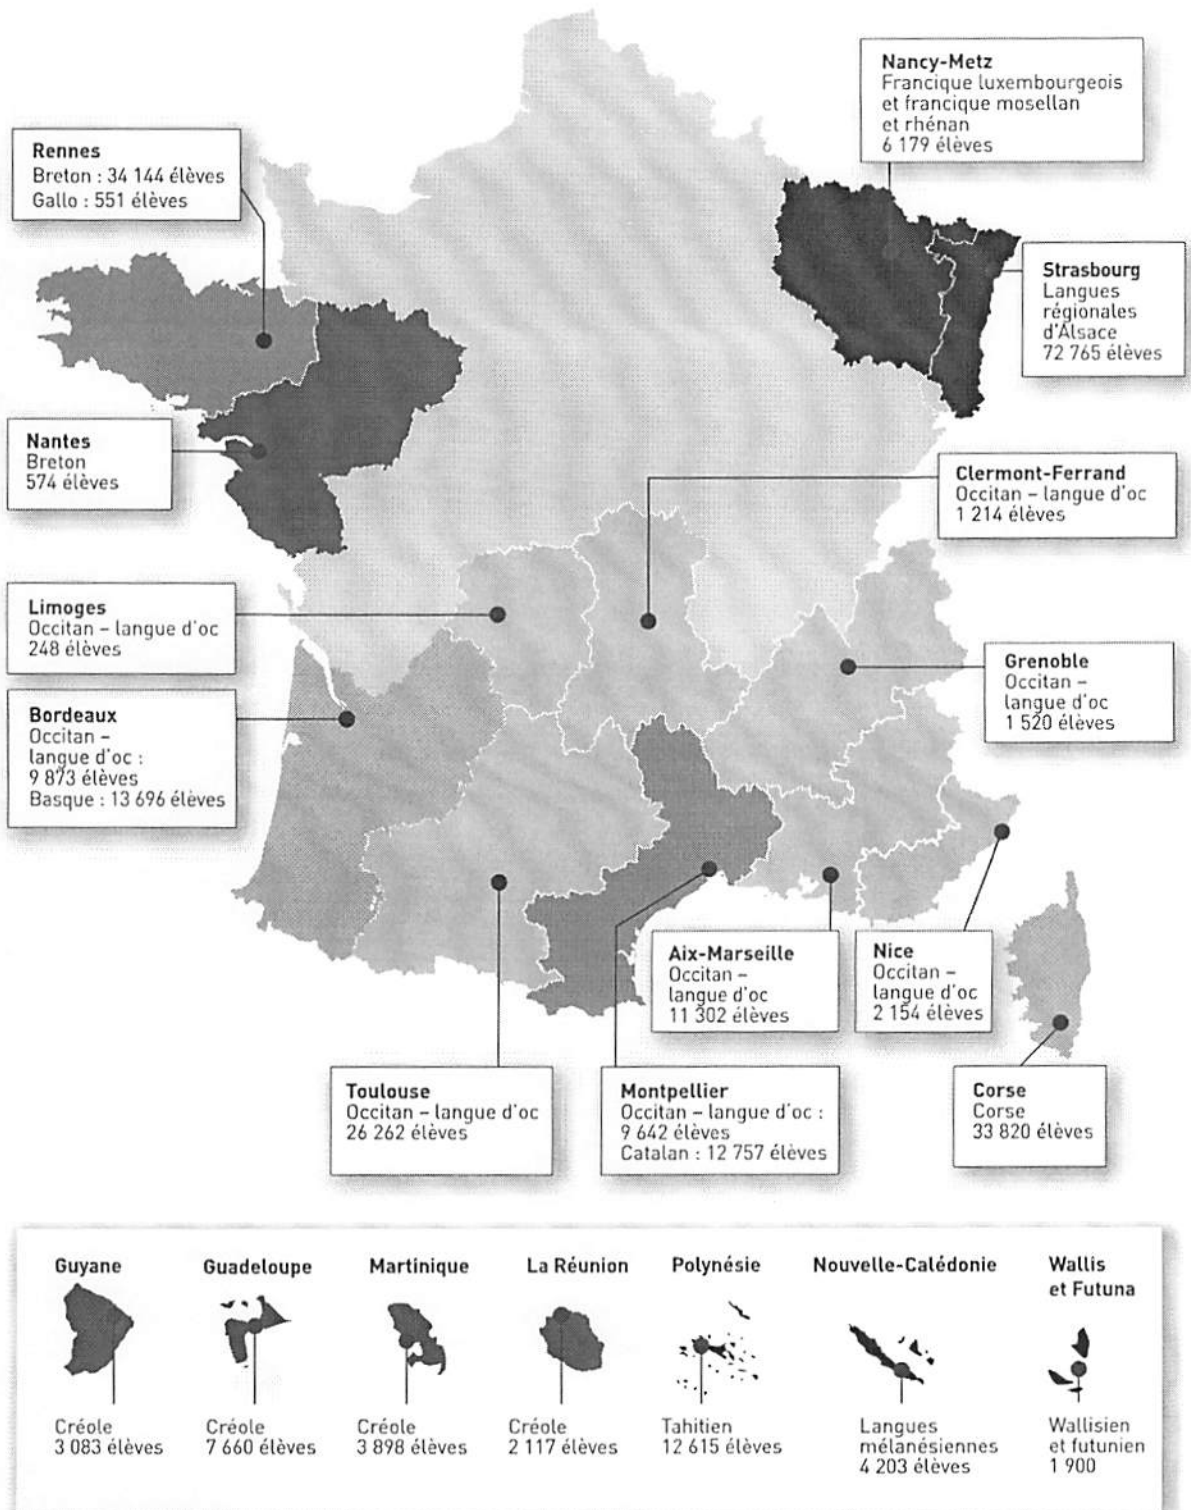 Nancy-Metz
Francique luxembourgeois
et francique mosellan
et rhénan
6 179 élèves
Rennes
Breton : 34 144 élèves
Gallo : 551 élèves
Strasbourg
Langues
régionales
d'Alsace
72 765 élèves
Nantes
Breton
574 élèves
Clermont-Ferrand
Occitan – langue d'oc
1 214 élèves
Limoges
Occitan – langue d'oc
248 élèves
Grenoble
Occitan –
langue d'oc
1 520 élèves
Bordeaux
Occitan –
langue d'oc :
9 873 élèves
Basque : 13 696 élèves
Aix-Marseille
Occitan –
langue d'oc
11 302 élèves
Nice
Occitan –
langue d'oc
2 154 élèves
Toulouse
Occitan – langue d'oc
26 262 élèves
Montpellier
Occitan – langue d'oc :
9 642 élèves
Catalan : 12 757 élèves
Corse
Corse
33 820 élèves
Guyane
Créole
3 083 élèves
Guadeloupe
Créole
7 660 élèves
Martinique
Créole
3 898 élèves
La Réunion
Créole
2 117 élèves
Polynésie
Tahitien
12 615 élèves
Nouvelle-Calédonie
Langues
mélanésiennes
4 203 élèves
Wallis
et Futuna
Wallisien
et futunien
1 900